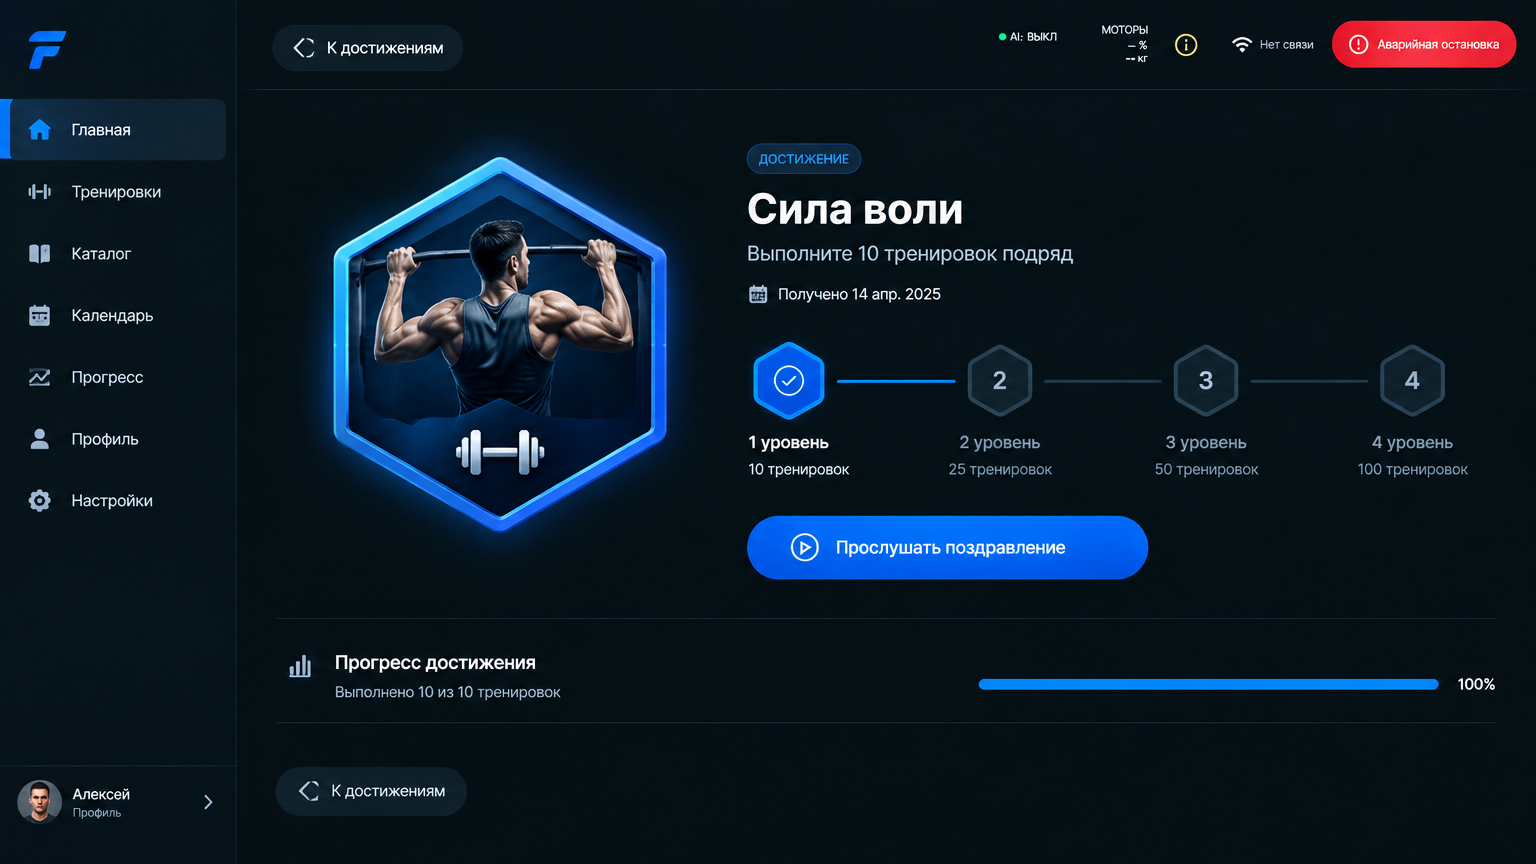 К достижениям
AI: ВЫКЛ
МОТОРЫ
– %
-- кг
Нет связи
Аварийная остановка
Главная
Тренировки
Каталог
Календарь
Прогресс
Профиль
Настройки
Алексей
Профиль
ДОСТИЖЕНИЕ
Сила воли
Выполните 10 тренировок подряд
Получено 14 апр. 2025
2
3
4
1 уровень
2 уровень
3 уровень
4 уровень
10 тренировок
25 тренировок
50 тренировок
100 тренировок
Прослушать поздравление
Прогресс достижения
Выполнено 10 из 10 тренировок
100%
К достижениям